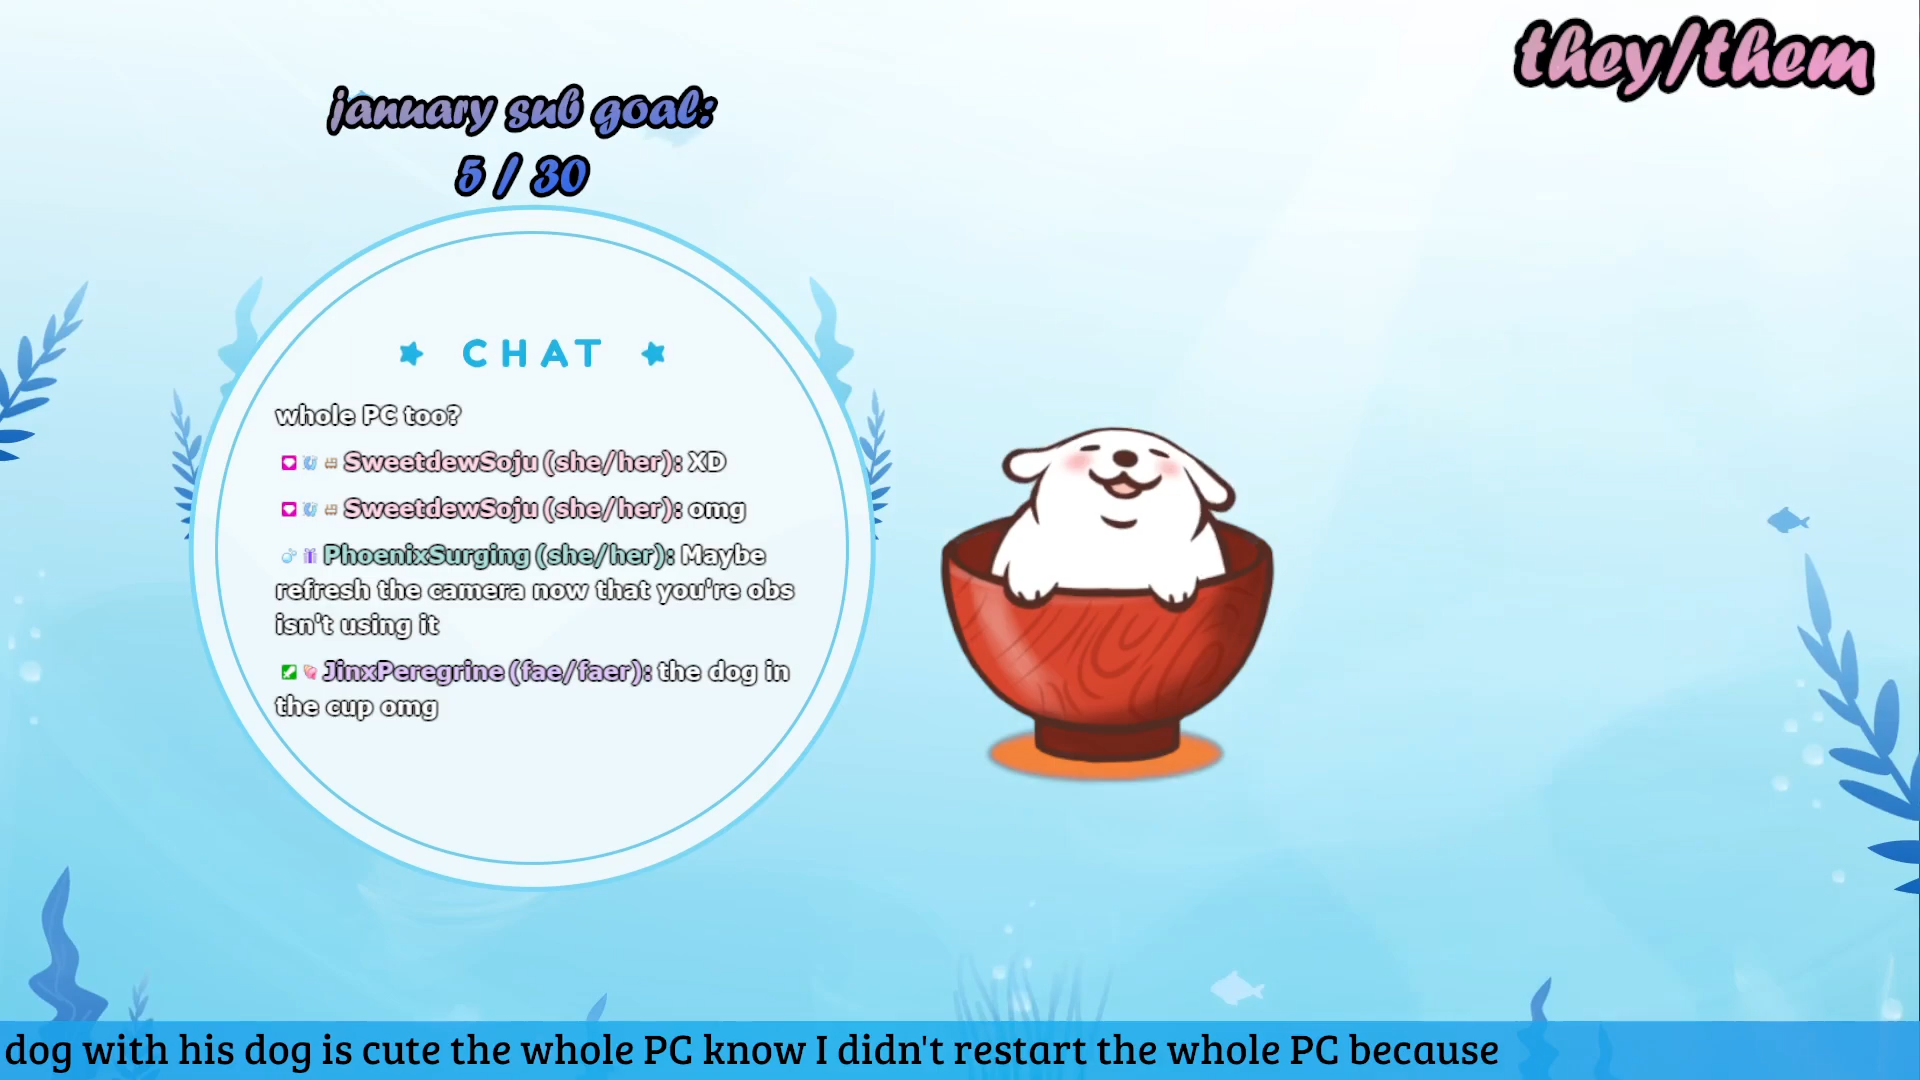 they/them
january sub goal:
5 / 30
CHAT
whole PC too?
SweetdewSoju (she/her): XD
SweetdewSoju (she/her): omg
PhoenixSurging (she/her): Maybe
refresh the camera now that you're obs
isn't using it
JinxPeregrine (fae/faer): the dog in
the cup omg
dog with his dog is cute the whole PC know I didn't restart the whole PC because